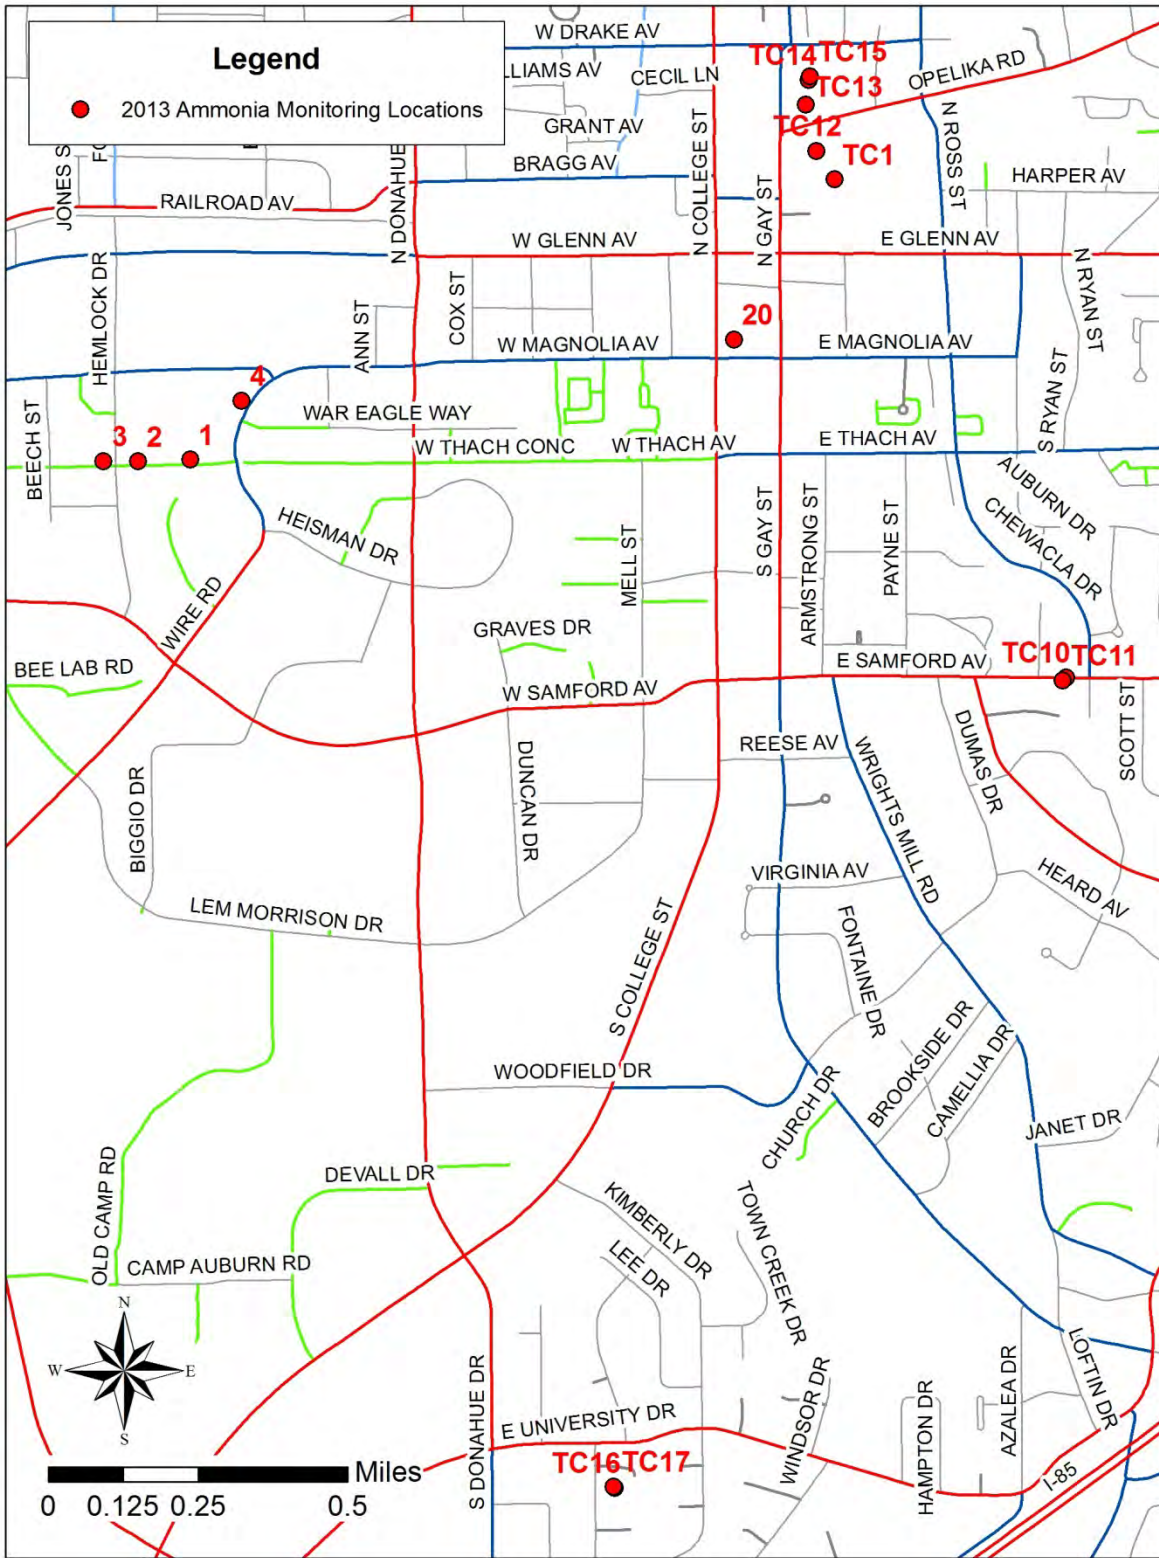 Legend
2013 Ammonia Monitoring Locations
W DRAKE AV
LLIAMS AV
CECIL LN
TC14
TC15
OPELIKA RD
TC13
GRANT AV
N COLLEGE ST
TC12
N ROSS ST
BRAGG AV
TC1
HARPER AV
JONES S
RAILROAD AV
N DONAHUE
N GAY ST
W GLENN AV
E GLENN AV
HEMLOCK DR
ANN ST
COX ST
N RYAN ST
20
W MAGNOLIA AV
E MAGNOLIA AV
4
WAR EAGLE WAY
BEECH ST
3
2
1
W THACH CONC
W THACH AV
E THACH AV
S RYAN ST
AUBURN DR
HEISMAN DR
MELL ST
S GAY ST
ARMSTRONG ST
PAYNE ST
CHEWACLA DR
WIRE RD
GRAVES DR
BEE LAB RD
E SAMFORD AV
TC10
TC11
W SAMFORD AV
SCOTT ST
REESE AV
DUMAS DR
BIGGIO DR
DUNCAN DR
WRIGHTS MILL RD
VIRGINIA AV
HEARD AV
LEM MORRISON DR
S COLLEGE ST
FONTAINE DR
WOODFIELD DR
BROOKSIDE DR
CAMELLIA DR
CHURCH DR
JANET DR
OLD CAMP RD
DEVALL DR
KIMBERLY DR
TOWN CREEK DR
LEE DR
CAMP AUBURN RD
N
W
E
S
S DONAHUE DR
E UNIVERSITY DR
WINDSOR DR
HAMPTON DR
AZALEA DR
LOFTIN DR
TC16
TC17
I-85
Miles
0 0.125 0.25 0.5